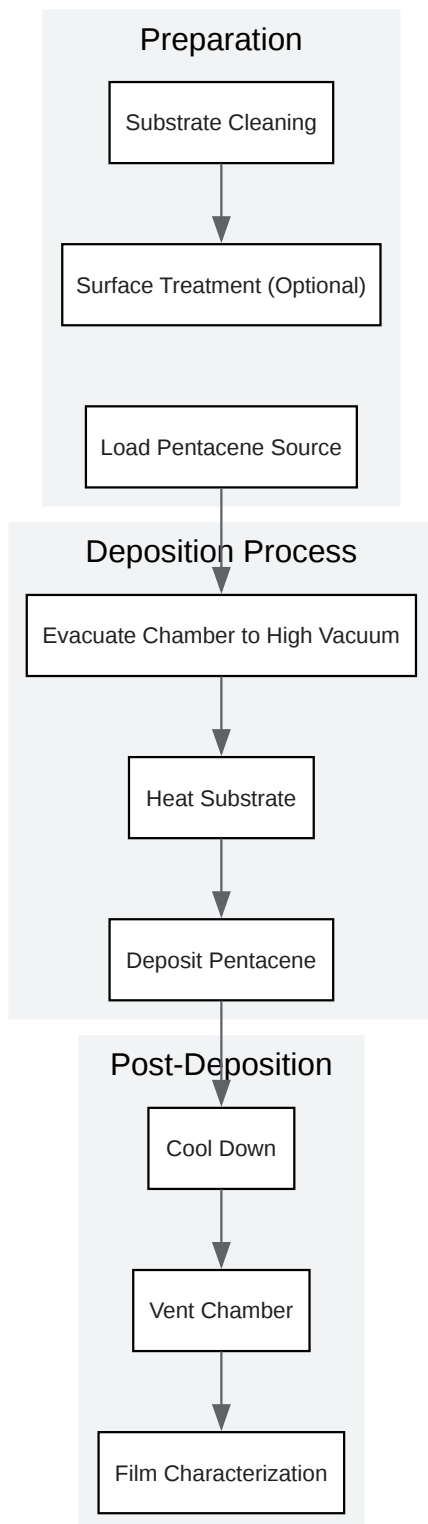 Preparation
Substrate Cleaning
Surface Treatment (Optional)
Load Pentacene Source
Deposition Process
Evacuate Chamber to High Vacuum
Heat Substrate
Deposit Pentacene
Post-Deposition
Cool Down
Vent Chamber
Film Characterization